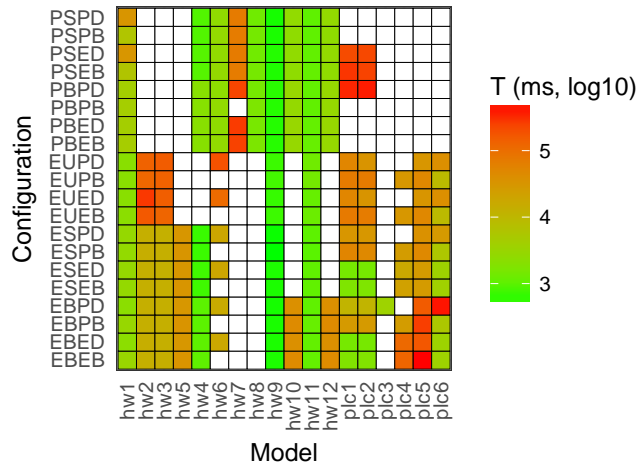 PSPD
PSPB
PSED
PSEB
PBPD
PBPB
PBED
PBEB
EUPD
EUPB
EUED
EUEB
ESPD
ESPB
ESED
ESEB
EBPD
EBPB
EBED
EBEB
Configuration
T (ms, log10)
5
4
3
hw1
hw2
hw3
hw5
hw4
hw6
hw7
hw8
hw9
hw10
hw11
hw12
plc1
plc2
plc3
plc4
plc5
plc6
Model